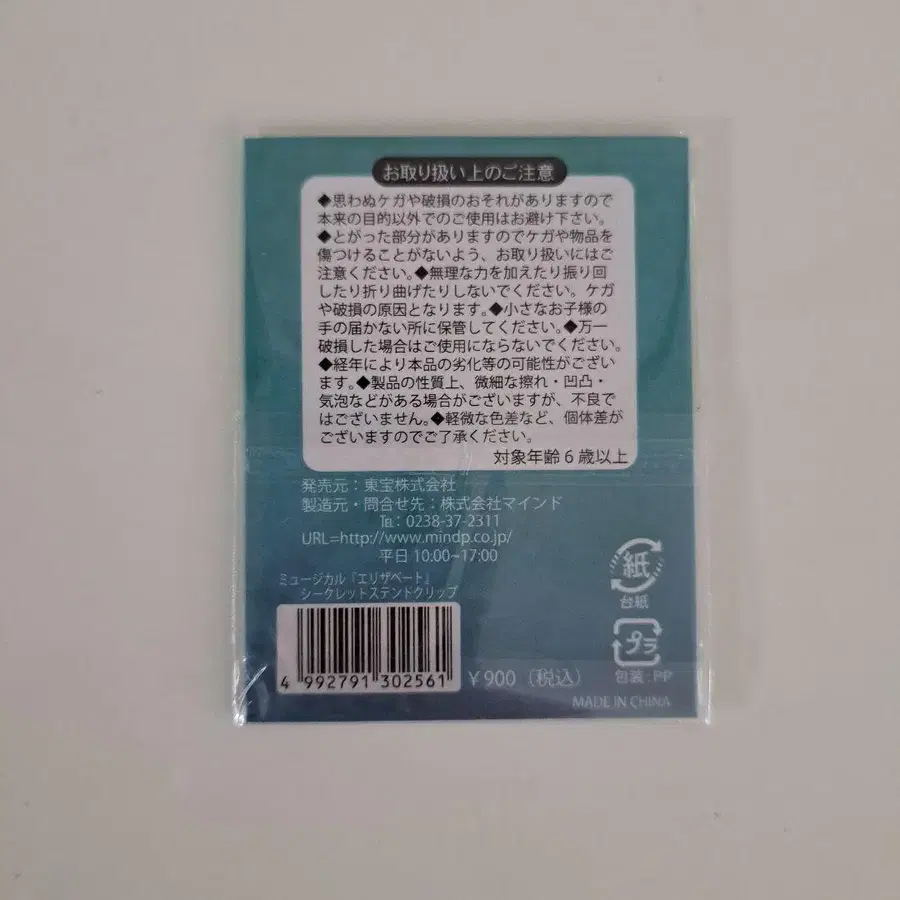 お取り扱い上のご注意
◆思わぬケガや破損のおそれがありますので
本来の目的以外でのご使用はお避け下さい。
◆とがった部分がありますのでケガや物品を
傷つけることがないよう、お取り扱いにはご
注意ください。◆無理な力を加えたり振り回
したり折り曲げたりしないでください。ケガ
や破損の原因となります。◆小さなお子様の
手の届かない所に保管してください。◆万一
破損した場合はご使用にならないでください。
◆経年により本品の劣化等の可能性がござい
ます。◆製品の性質上、微細な擦れ・凹凸・
気泡などがある場合がございますが、不良で
はございません。◆軽微な色差など、個体差が
ございますのでご了承ください。
対象年齢6歳以上
発売元：東宝株式会社
製造元・問合せ先：株式会社マインド
℡：0238-37-2311
URL=http://www.mindp.co.jp/
平日 10:00~17:00
ミュージカル『エリザベート』
シークレットステンドクリップ
4 992791 302561
¥900（税込）
紙
台紙
プラ
包装：PP
MADE IN CHINA